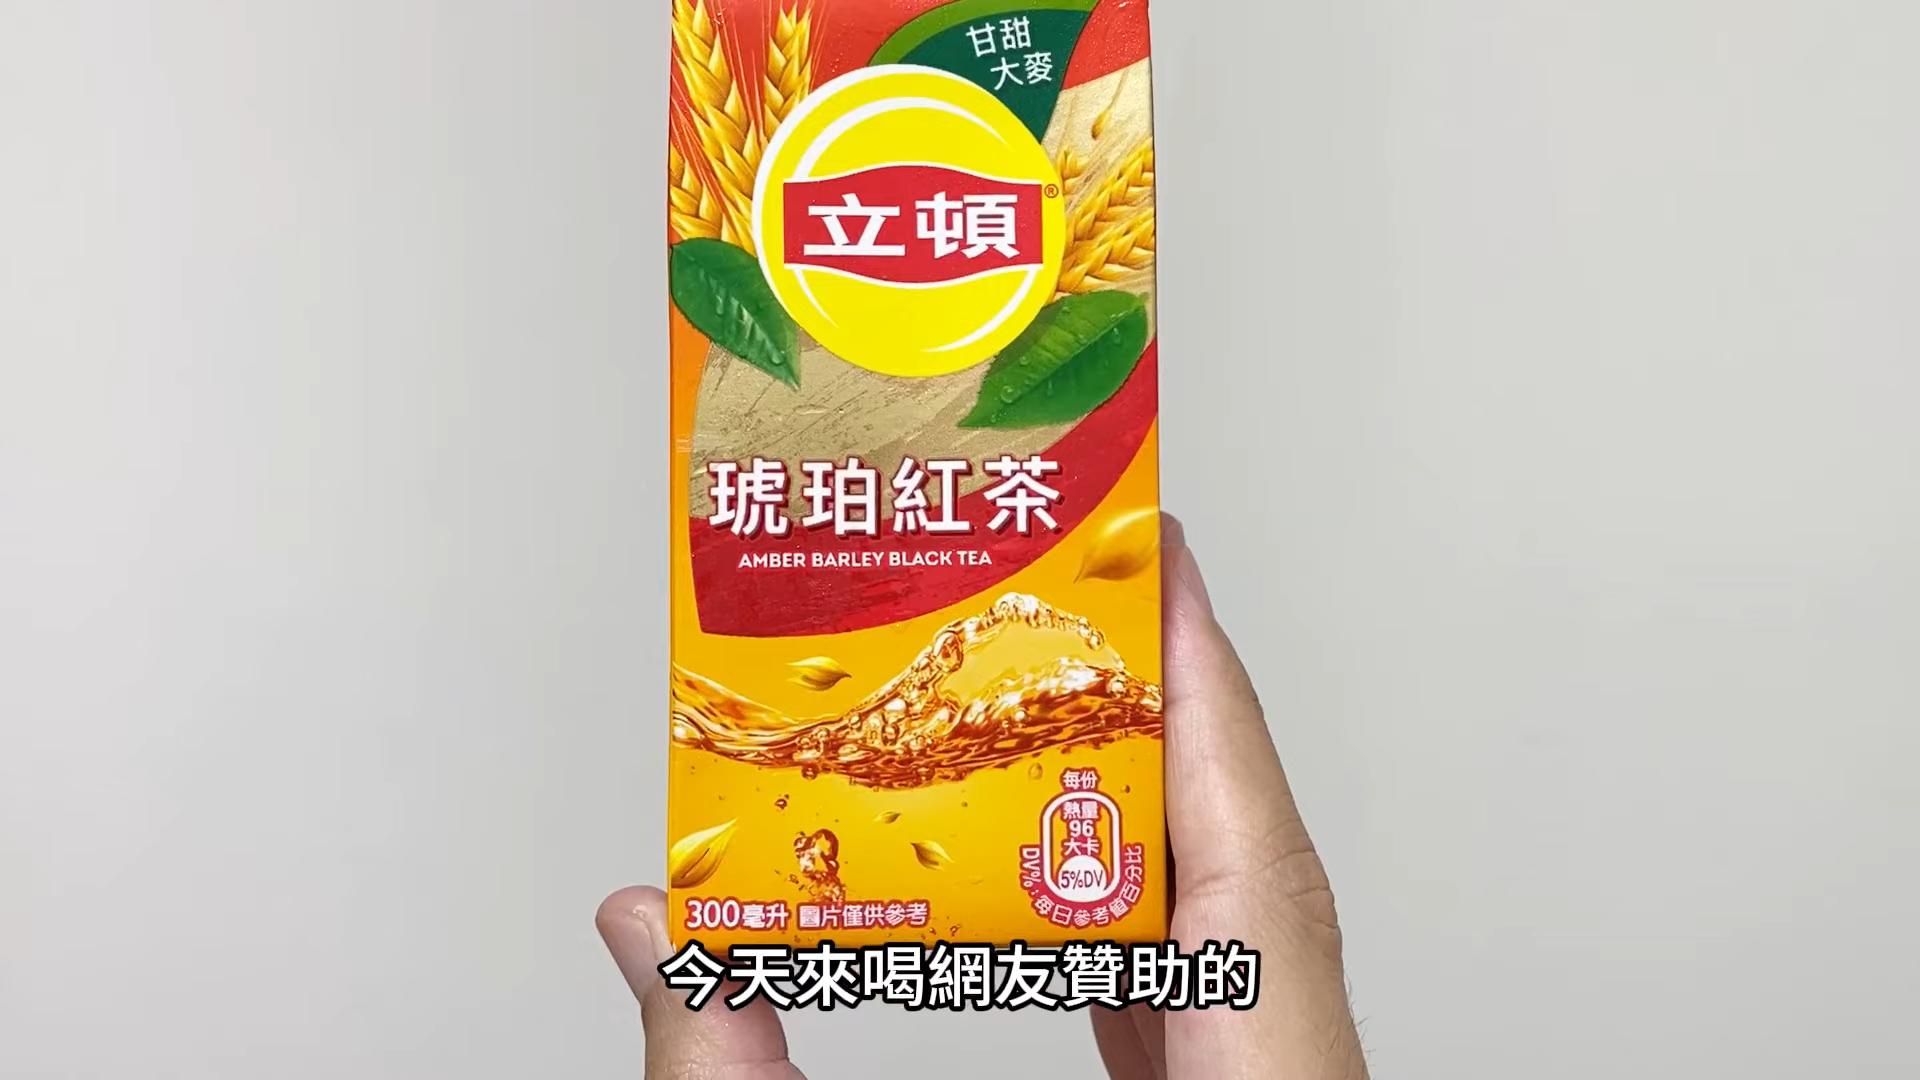 甘甜
大麥
立頓®
琥珀紅茶
AMBER BARLEY BLACK TEA
每份
熱量
96
大卡
5%DV
DV%:每日參考值百分比
300毫升 圖片僅供參考
今天來喝網友贊助的